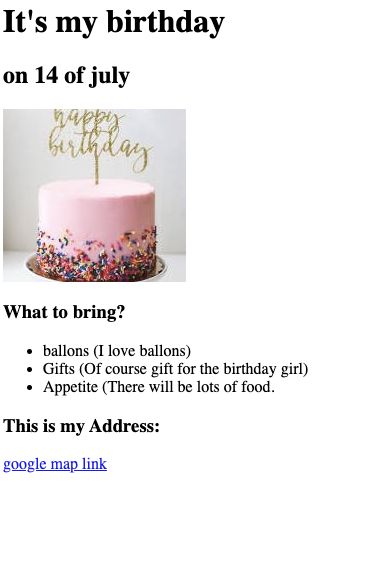 It's my birthday
on 14 of july
happy
birthday
What to bring?
ballons (I love ballons)
Gifts (Of course gift for the birthday girl)
Appetite (There will be lots of food.
This is my Address:
google map link